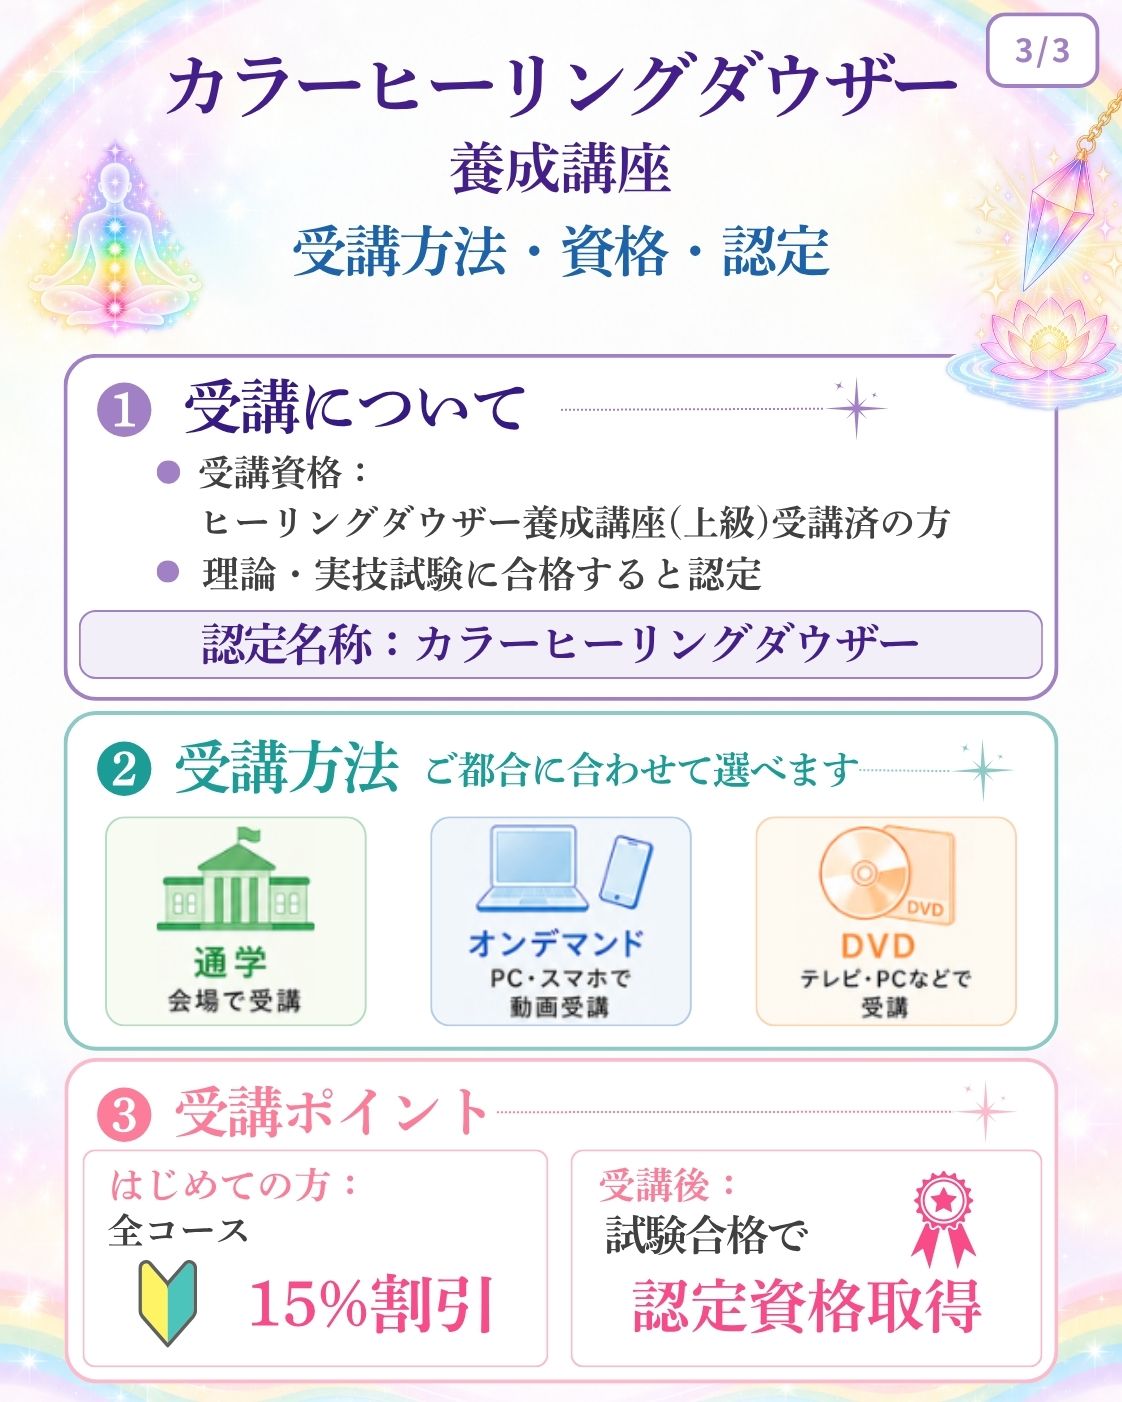 3/3
カラーヒーリングダウザー
養成講座
受講方法・資格・認定
1 受講について
● 受講資格：
ヒーリングダウザー養成講座(上級)受講済の方
● 理論・実技試験に合格すると認定
認定名称：カラーヒーリングダウザー
2 受講方法 ご都合に合わせて選べます
通学
会場で受講
オンデマンド
PC・スマホで
動画受講
DVD
DVD
テレビ・PCなどで
受講
3 受講ポイント
はじめての方：
全コース
15%割引
受講後：
試験合格で
認定資格取得